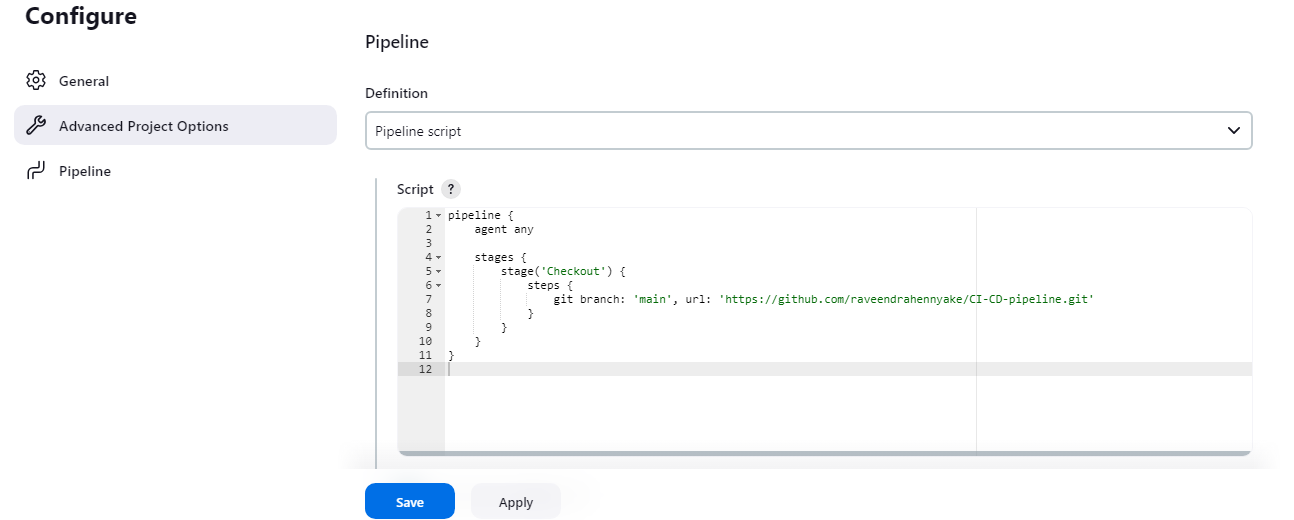 Configure
General
Advanced Project Options
Pipeline
Pipeline
Definition
Pipeline script
Script ?
1 pipeline {
2     agent any
3
4     stages {
5         stage('Checkout') {
6             steps {
7                 git branch: 'main', url: 'https://github.com/raveendrahennyake/CI-CD-pipeline.git'
8             }
9         }
10     }
11 }
12
Save Apply